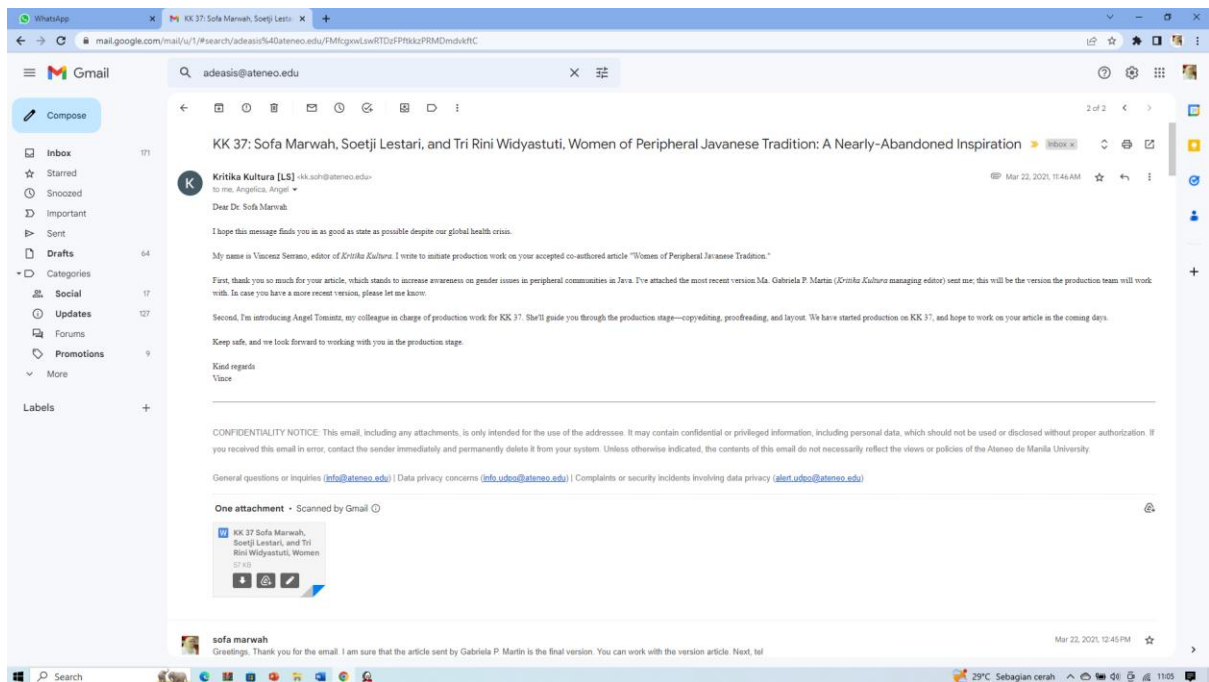 WhatsApp
KK 37: Sofa Marwah, Soetji Lesta
mail.google.com/mail/u/1/#search/adeasis%40ateneo.edu/FMfcgxwLswRTDzFPftkkzPRMDmdvkftC
Gmail
adeasis@ateneo.edu
Compose
2 of 2
Inbox 171
Starred
Snoozed
Important
Sent
Drafts 64
Categories
Social 17
Updates 127
Forums
Promotions 9
More
Labels
KK 37: Sofa Marwah, Soetji Lestari, and Tri Rini Widyastuti, Women of Peripheral Javanese Tradition: A Nearly-Abandoned Inspiration Inbox x
K
Kritika Kultura [LS] <kk.soh@ateneo.edu> Mar 22, 2021, 11:46 AM
to me, Angelica, Angel
Dear Dr. Sofa Marwah
I hope this message finds you in as good as state as possible despite our global health crisis.
My name is Vincenz Serrano, editor of Kritika Kultura. I write to initiate production work on your accepted co-authored article "Women of Peripheral Javanese Tradition."
First, thank you so much for your article, which stands to increase awareness on gender issues in peripheral communities in Java. I've attached the most recent version Ma. Gabriela P. Martin (Kritika Kultura managing editor) sent me; this will be the version the production team will work
with. In case you have a more recent version, please let me know.
Second, I'm introducing Angel Tomintz, my colleague in charge of production work for KK 37. She'll guide you through the production stage—copyediting, proofreading, and layout. We have started production on KK 37, and hope to work on your article in the coming days.
Keep safe, and we look forward to working with you in the production stage.
Kind regards
Vince
CONFIDENTIALITY NOTICE: This email, including any attachments, is only intended for the use of the addressee. It may contain confidential or privileged information, including personal data, which should not be used or disclosed without proper authorization. If
you received this email in error, contact the sender immediately and permanently delete it from your system. Unless otherwise indicated, the contents of this email do not necessarily reflect the views or policies of the Ateneo de Manila University.
General questions or inquiries (info@ateneo.edu) | Data privacy concerns (info.udpo@ateneo.edu) | Complaints or security incidents involving data privacy (alert.udpo@ateneo.edu)
One attachment • Scanned by Gmail
W KK 37 Sofa Marwah,
Soetji Lestari, and Tri
Rini Widyastuti, Women
57 KB
sofa marwah Mar 22, 2021, 12:45 PM
Greetings. Thank you for the email. I am sure that the article sent by Gabriela P. Martin is the final version. You can work with the version article. Next, tel
Search
29°C Sebagian cerah 11:05